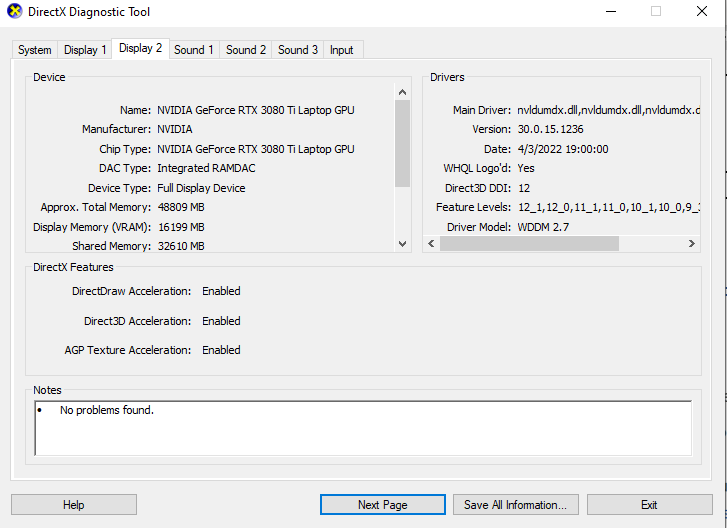 DirectX Diagnostic Tool
System Display 1 Display 2 Sound 1 Sound 2 Sound 3 Input
Device
Name: NVIDIA GeForce RTX 3080 Ti Laptop GPU
Manufacturer: NVIDIA
Chip Type: NVIDIA GeForce RTX 3080 Ti Laptop GPU
DAC Type: Integrated RAMDAC
Device Type: Full Display Device
Approx. Total Memory: 48809 MB
Display Memory (VRAM): 16199 MB
Shared Memory: 32610 MB
Drivers
Main Driver: nvldumdx.dll,nvldumdx.dll,nvldumdx.d
Version: 30.0.15.1236
Date: 4/3/2022 19:00:00
WHQL Logo'd: Yes
Direct3D DDI: 12
Feature Levels: 12_1,12_0,11_1,11_0,10_1,10_0,9_3
Driver Model: WDDM 2.7
DirectX Features
DirectDraw Acceleration: Enabled
Direct3D Acceleration: Enabled
AGP Texture Acceleration: Enabled
Notes
• No problems found.
Help Next Page Save All Information... Exit